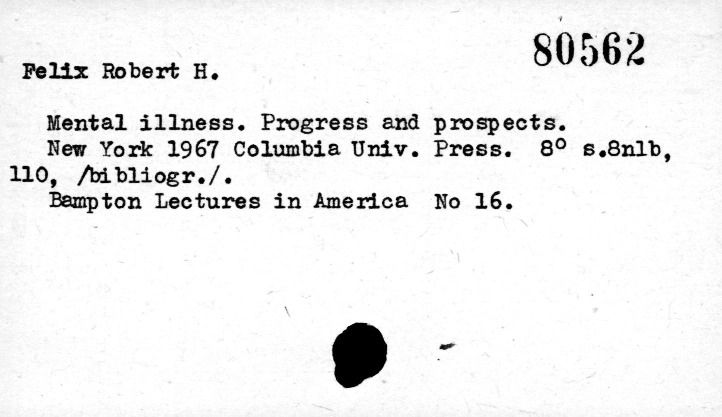 80562
Felix Robert H.
Mental illness. Progress and prospects.
New York 1967 Columbia Univ. Press. 8° s.8nlb,
110, /bibliogr./.
Bampton Lectures in America No 16.